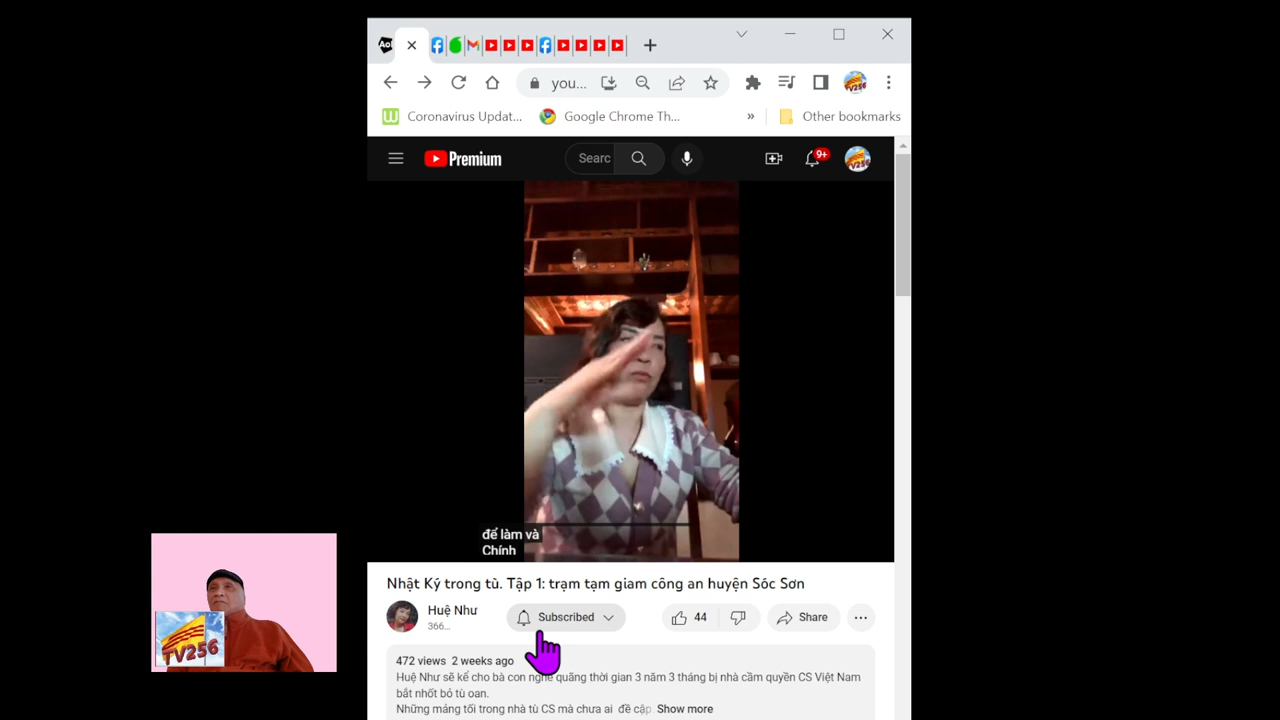 Aol
you...
Coronavirus Updat...
Google Chrome Th...
»
Other bookmarks
Premium
Searc
9+
để làm và
Chính
Nhật Ký trong tù. Tập 1: trạm tạm giam công an huyện Sóc Sơn
Huệ Như
366...
Subscribed
44
Share
472 views 2 weeks ago
Huệ Như sẽ kể cho bà con nghe quãng thời gian 3 năm 3 tháng bị nhà cầm quyền CS Việt Nam
bắt nhốt bỏ tù oan.
Những mảng tối trong nhà tù CS mà chưa ai đề cập Show more
TV256